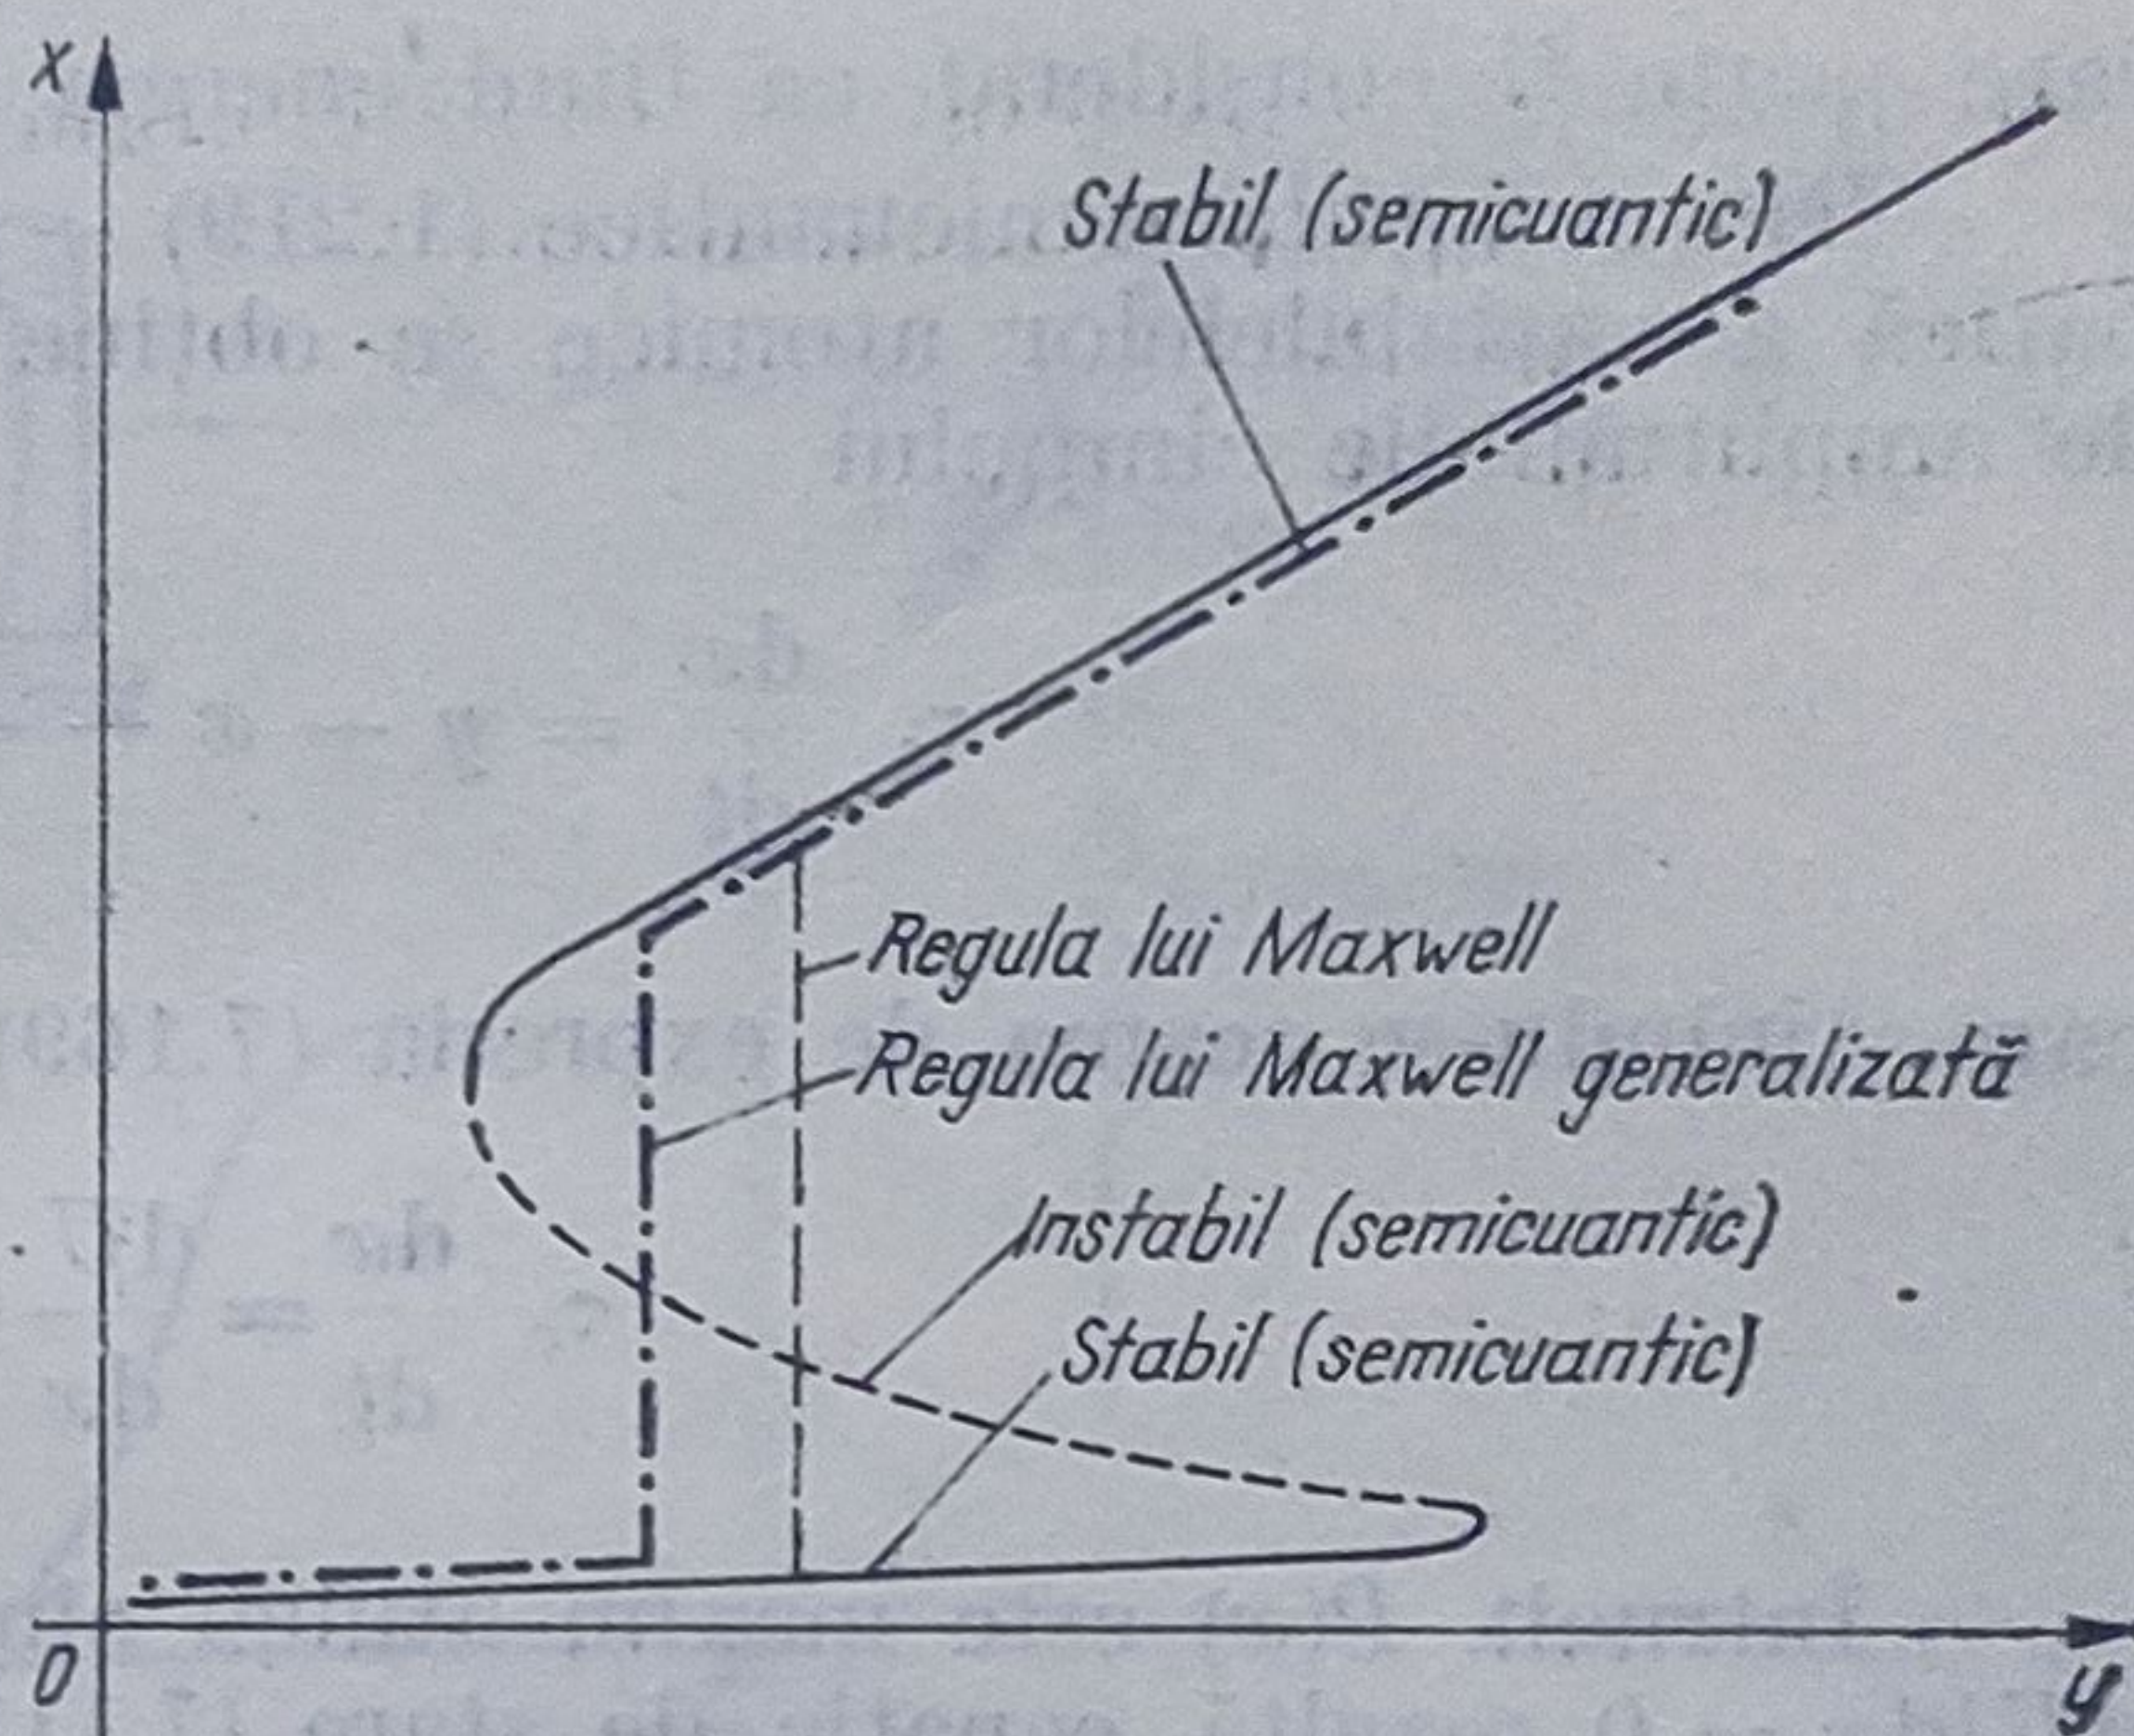 x
Stabil (semicuantic)
Regula lui Maxwell
Regula lui Maxwell generalizată
Instabil (semicuantic)
Stabil (semicuantic)
0
y